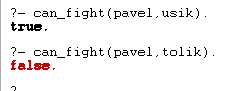 ?- can_fight(pavel,usik).
true.
?- can_fight(pavel,tolik).
false.
?